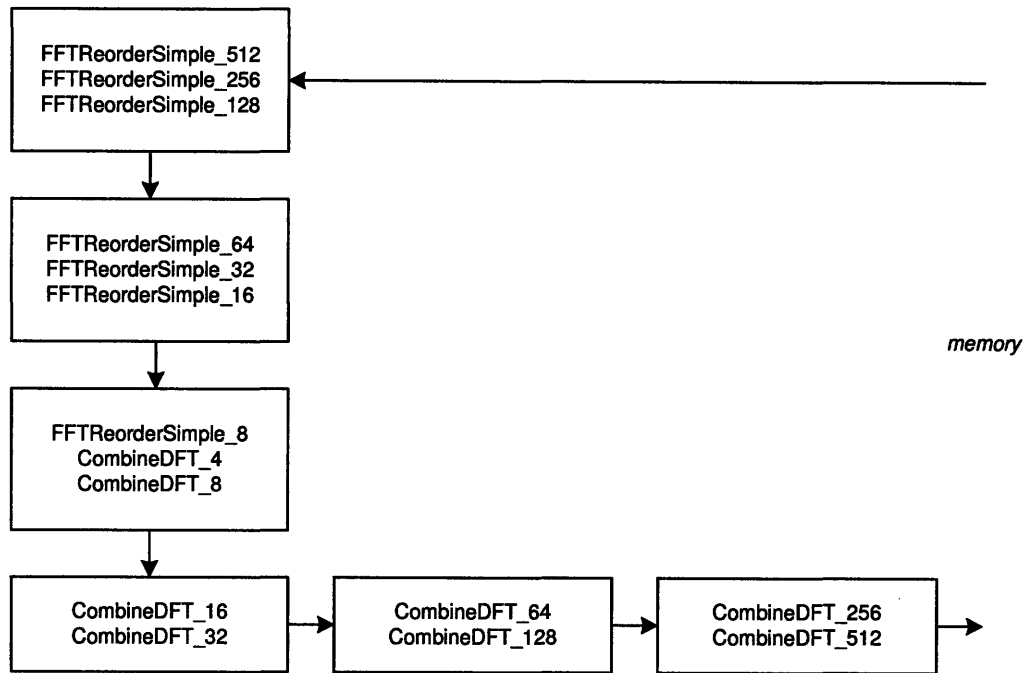 FFTReorderSimple_512
FFTReorderSimple_256
FFTReorderSimple_128
FFTReorderSimple_64
FFTReorderSimple_32
FFTReorderSimple_16
memory
FFTReorderSimple_8
CombineDFT_4
CombineDFT_8
CombineDFT_16
CombineDFT_32
CombineDFT_64
CombineDFT_128
CombineDFT_256
CombineDFT_512